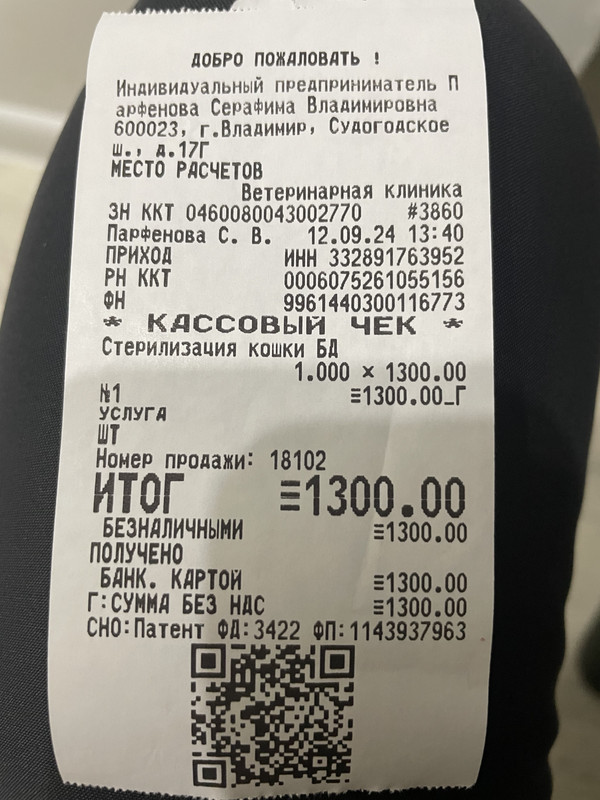 ДОБРО ПОЖАЛОВАТЬ !
Индивидуальный предприниматель П
арфенова Серафима Владимировна
600023, г.Владимир, Судогодское
ш., д.17Г
МЕСТО РАСЧЕТОВ
Ветеринарная клиника
ЗН ККТ 0460080043002770 #3860
Парфенова С. В. 12.09.24 13:40
ПРИХОД ИНН 332891763952
РН ККТ 0006075261055156
ФН 9961440300116773
* КАССОВЫЙ ЧЕК *
Стерилизация кошки БД
1.000 × 1300.00
№1 ≡1300.00_Г
УСЛУГА
ШТ
Номер продажи: 18102
ИТОГ ≡1300.00
БЕЗНАЛИЧНЫМИ ≡1300.00
ПОЛУЧЕНО
БАНК. КАРТОЙ ≡1300.00
Г:СУММА БЕЗ НДС ≡1300.00
СНО:Патент ФД:3422 ФП:1143937963